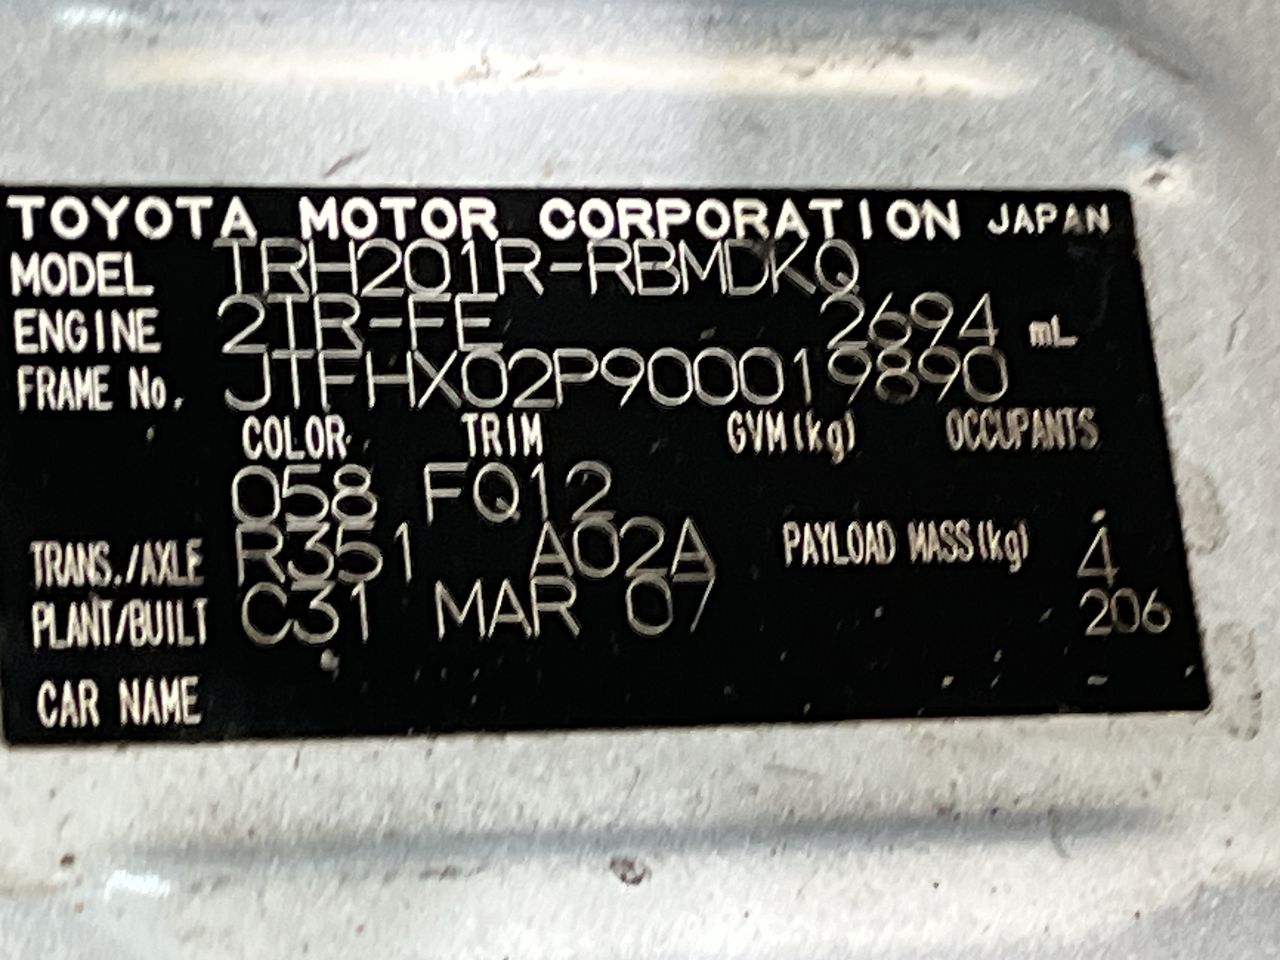 TOYOTA MOTOR CORPORATION JAPAN
MODEL TRH201R-RBMDKQ
ENGINE 2TR-FE 2694 mL
FRAME No. JTFHX02P900019890
COLOR TRIM GVM(kg) OCCUPANTS
058 FQ12
TRANS./AXLE R351 A02A PAYLOAD MASS(kg) 4
PLANT/BUILT C31 MAR 07 206
-
CAR NAME